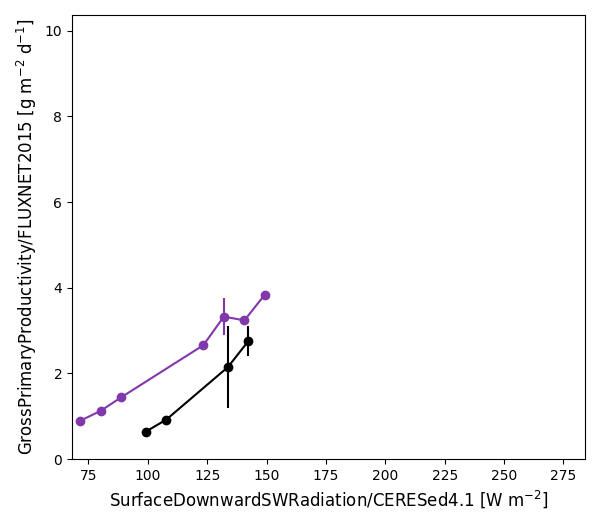 GrossPrimaryProductivity/FLUXNET2015 [g m⁻² d⁻¹]
10
8
6
4
2
0
75 100 125 150 175 200 225 250 275
SurfaceDownwardSWRadiation/CERESed4.1 [W m⁻²]